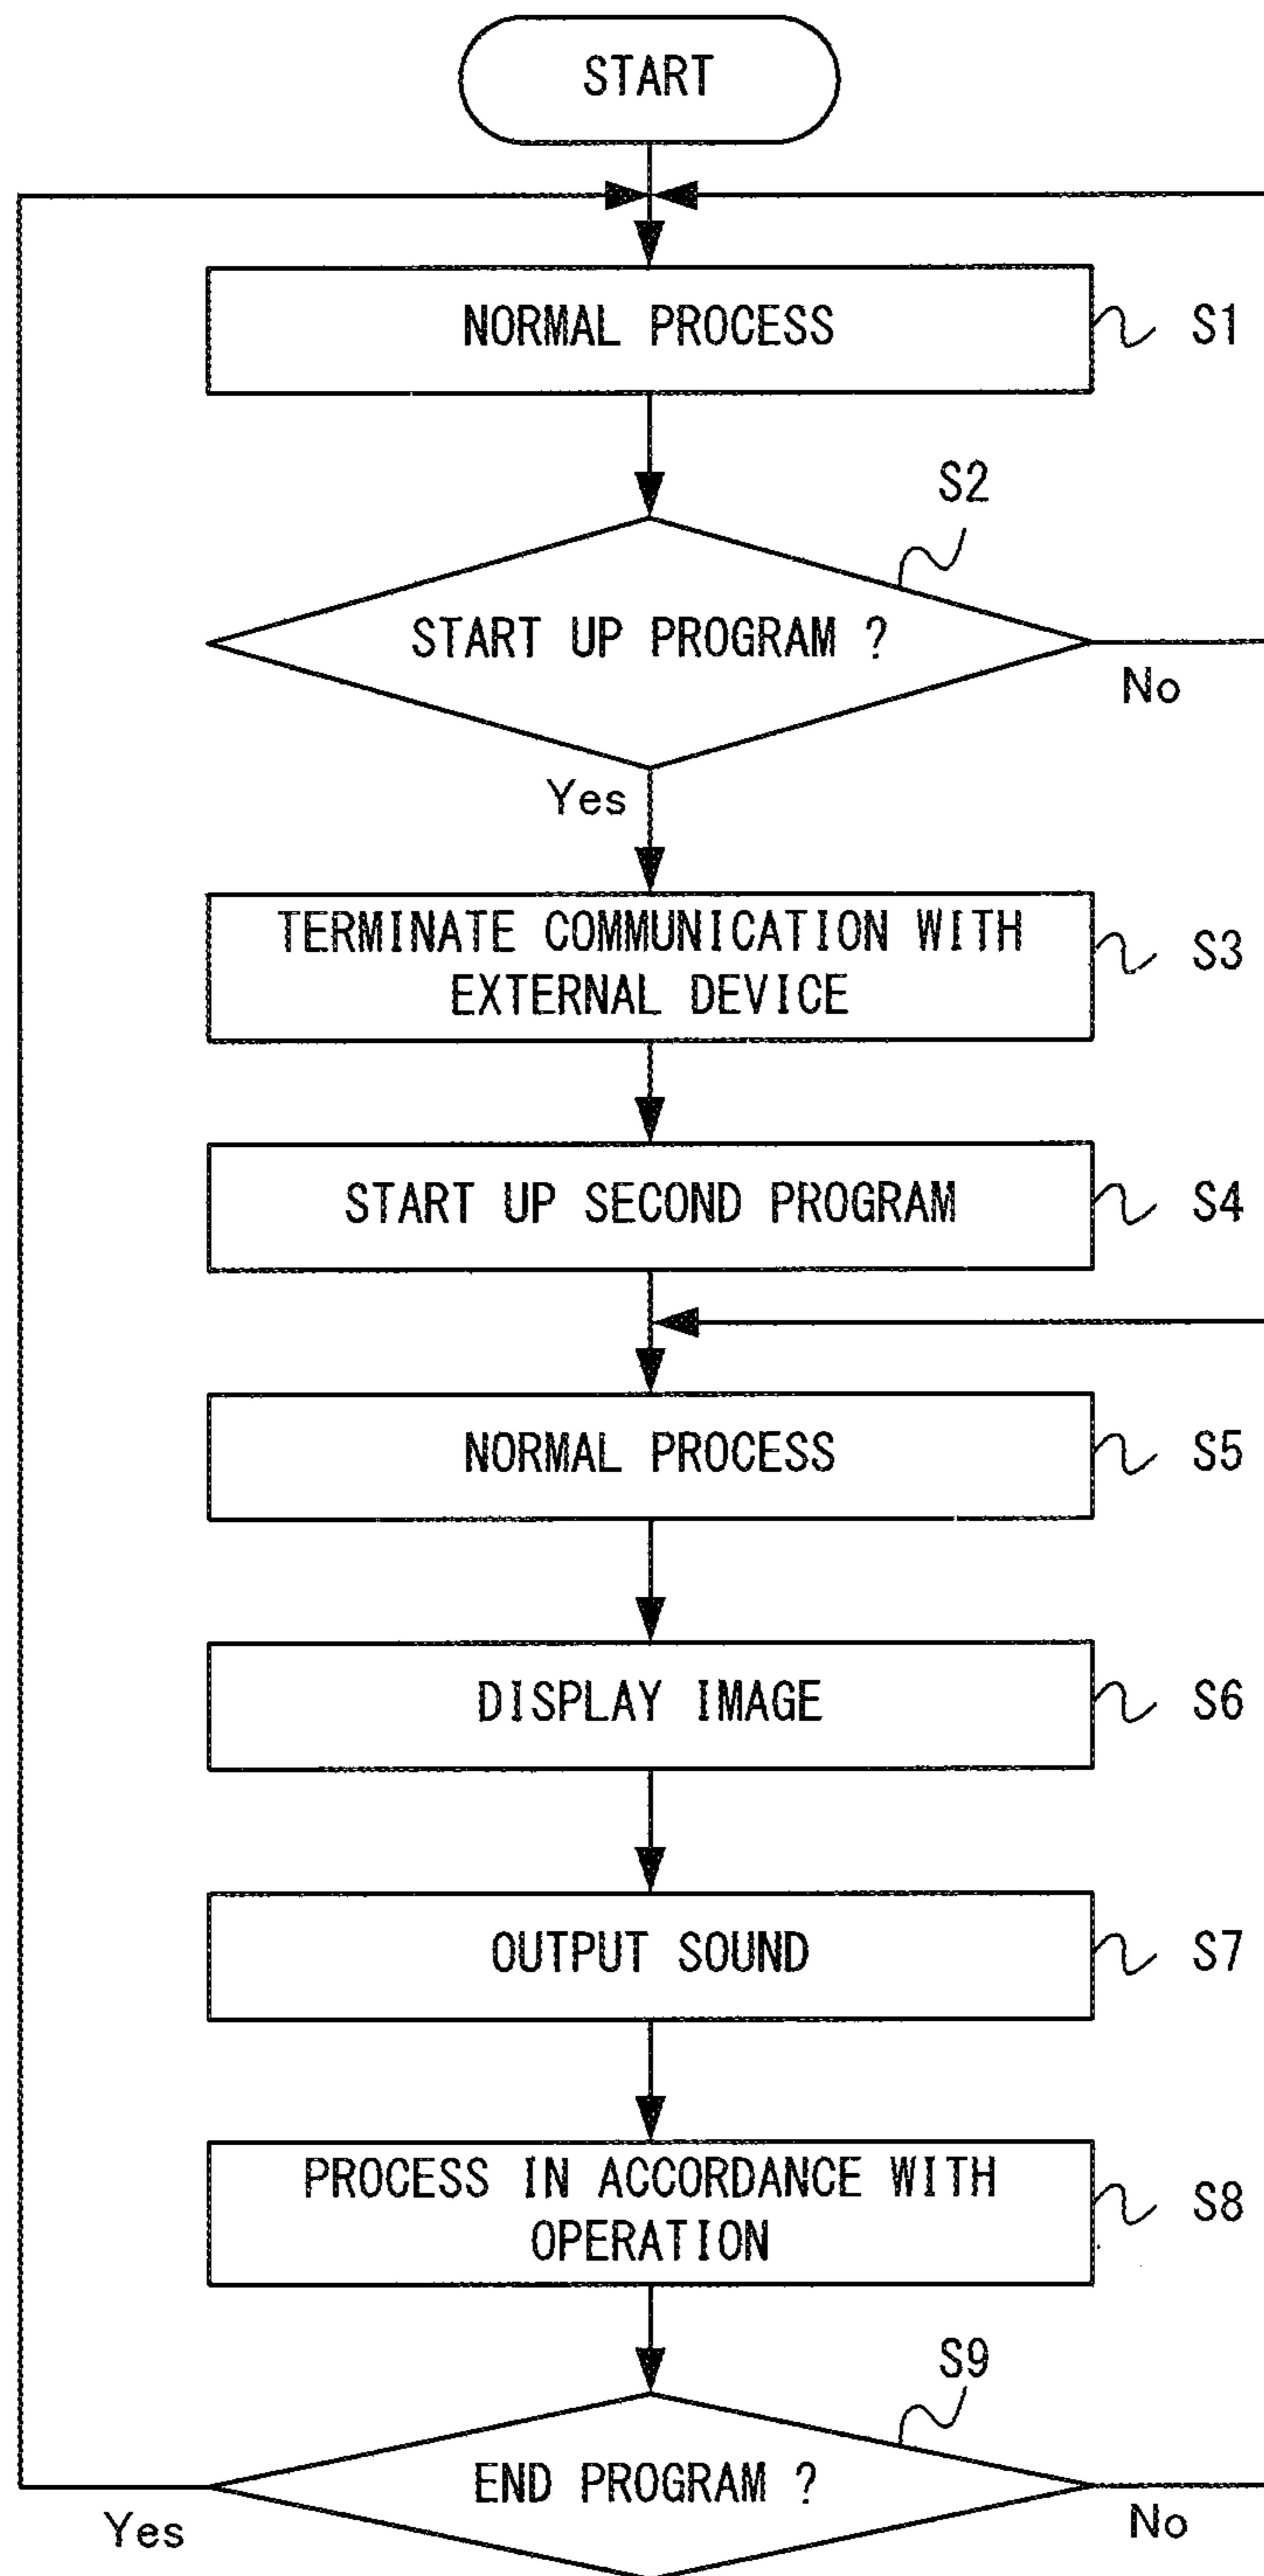 START
NORMAL PROCESS
S1
S2
START UP PROGRAM ?
No
Yes
TERMINATE COMMUNICATION WITH
EXTERNAL DEVICE
S3
START UP SECOND PROGRAM
S4
NORMAL PROCESS
S5
DISPLAY IMAGE
S6
OUTPUT SOUND
S7
PROCESS IN ACCORDANCE WITH
OPERATION
S8
S9
END PROGRAM ?
Yes
No